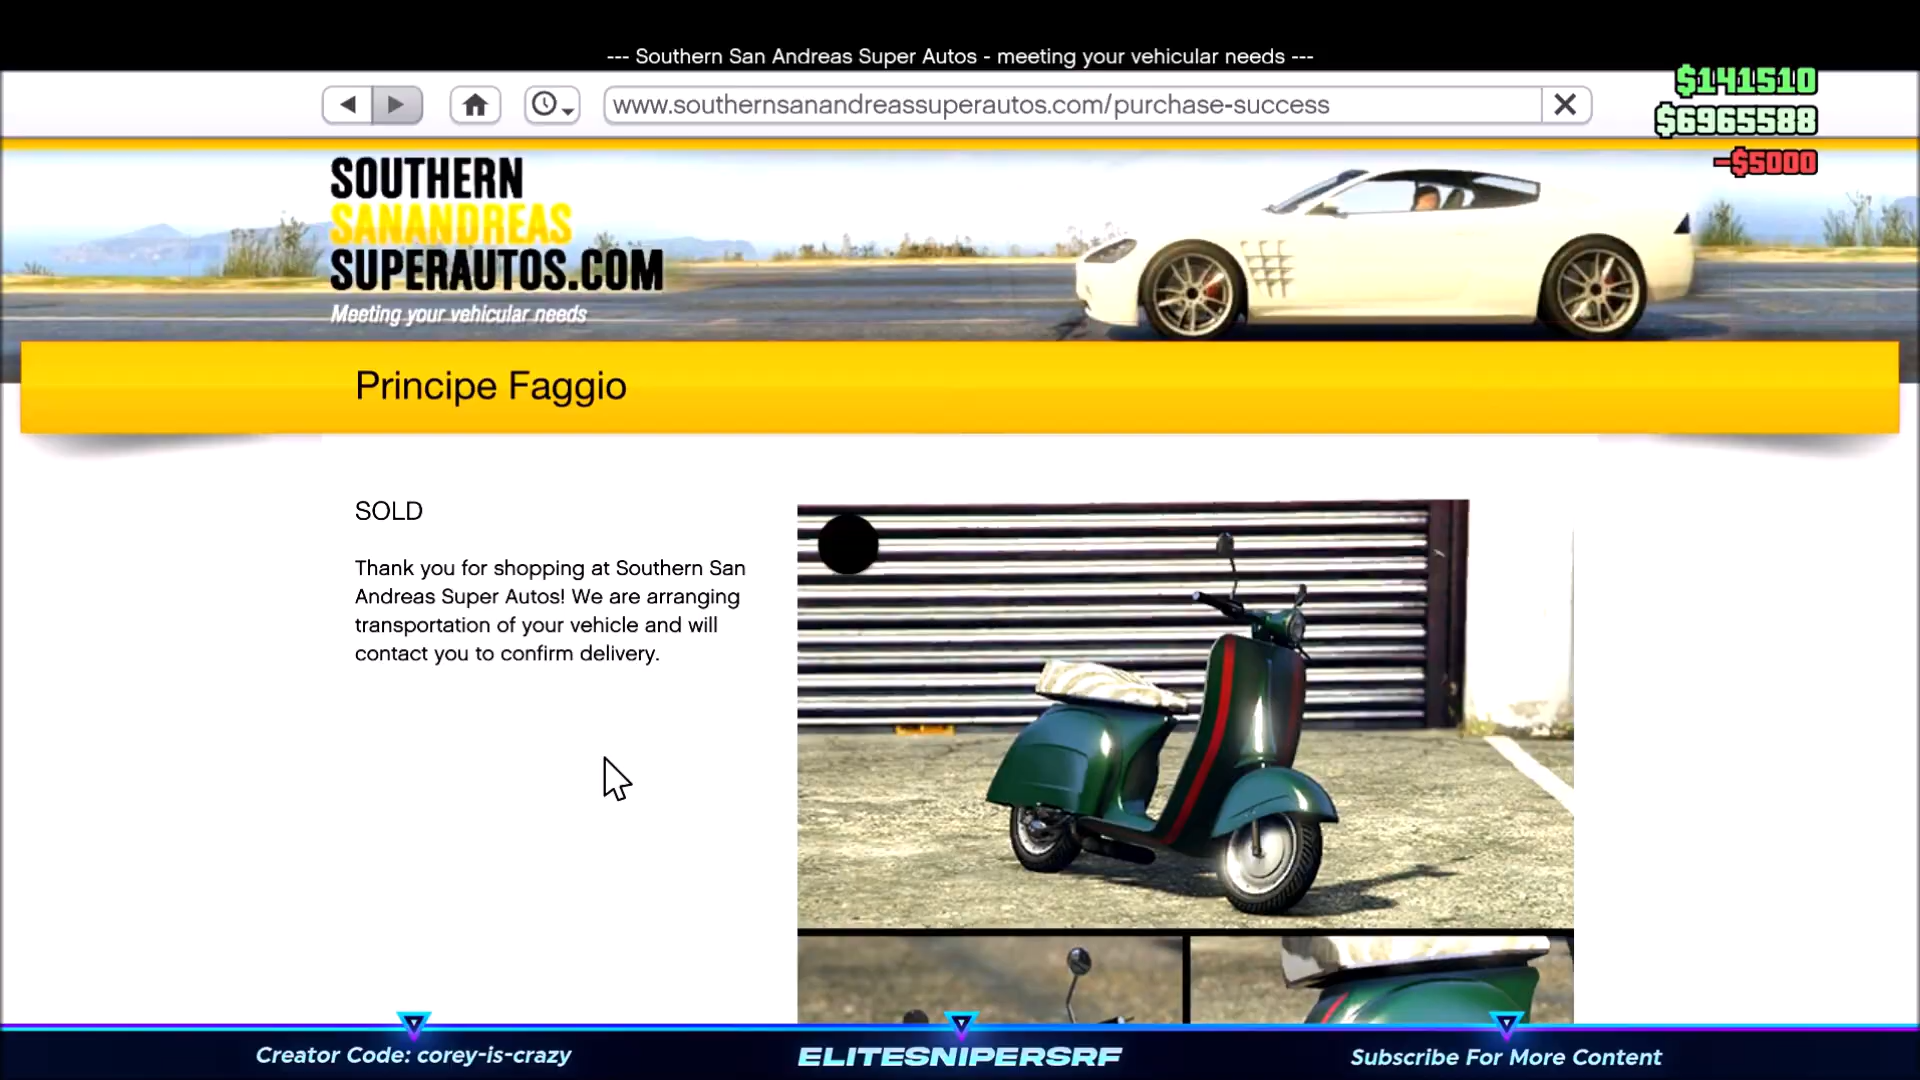 --- Southern San Andreas Super Autos - meeting your vehicular needs ---
www.southernsanandreassuperautos.com/purchase-success
$141510
$6965588
-$5000
SOUTHERN
SANANDREAS
SUPERAUTOS.COM
Meeting your vehicular needs
Principe Faggio
SOLD
Thank you for shopping at Southern San
Andreas Super Autos! We are arranging
transportation of your vehicle and will
contact you to confirm delivery.
Creator Code: corey-is-crazy
ELITESNIPERSRF
Subscribe For More Content